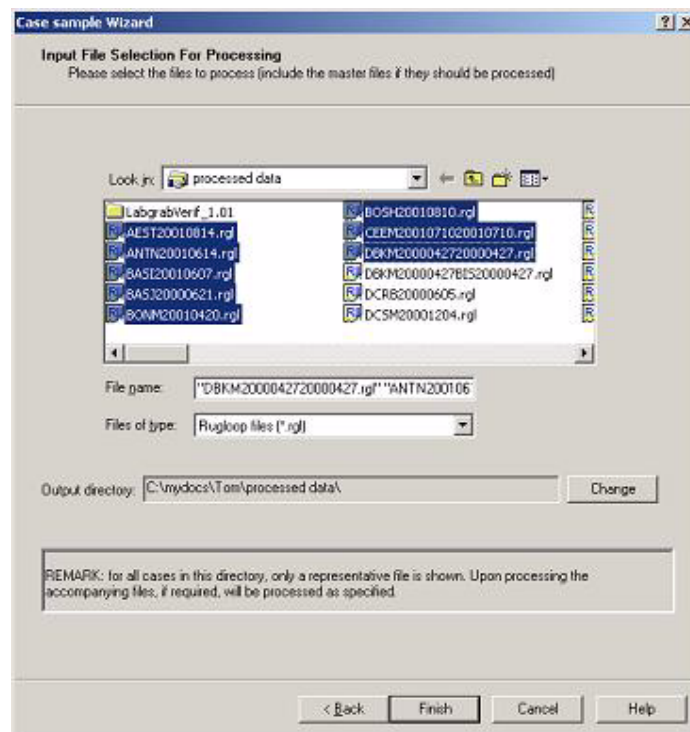 Case sample Wizard
Input File Selection For Processing
Please select the files to process (include the master files if they should be processed)
Look in: processed data
LabgrabVerif_1.01
AEST20010814.rgl
ANTN20010614.rgl
BASI20010607.rgl
BASJ20000621.rgl
BONM20010420.rgl
BOSH20010810.rgl
CEEM2001071020010710.rgl
DBKM2000042720000427.rgl
DBKM20000427BIS20000427.rgl
DCRB20000605.rgl
DCSM20001204.rgl
File name: "DBKM2000042720000427.rgl" "ANTN200106
Files of type: Rugloop files (*.rgl)
Output directory: C:\mydocs\Tom\processed data\ Change
REMARK: for all cases in this directory, only a representative file is shown. Upon processing the
accompanying files, if required, will be processed as specified.
< Back Finish Cancel Help